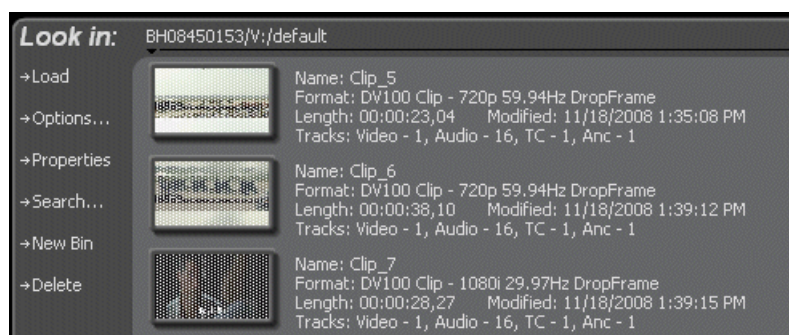 Look in: BH08450153/V:/default
→Load
→Options...
→Properties
→Search...
→New Bin
→Delete
Name: Clip_5
Format: DV100 Clip - 720p 59.94Hz DropFrame
Length: 00:00:23,04 Modified: 11/18/2008 1:35:08 PM
Tracks: Video - 1, Audio - 16, TC - 1, Anc - 1
Name: Clip_6
Format: DV100 Clip - 720p 59.94Hz DropFrame
Length: 00:00:38,10 Modified: 11/18/2008 1:39:12 PM
Tracks: Video - 1, Audio - 16, TC - 1, Anc - 1
Name: Clip_7
Format: DV100 Clip - 1080i 29.97Hz DropFrame
Length: 00:00:28,27 Modified: 11/18/2008 1:39:15 PM
Tracks: Video - 1, Audio - 16, TC - 1, Anc - 1